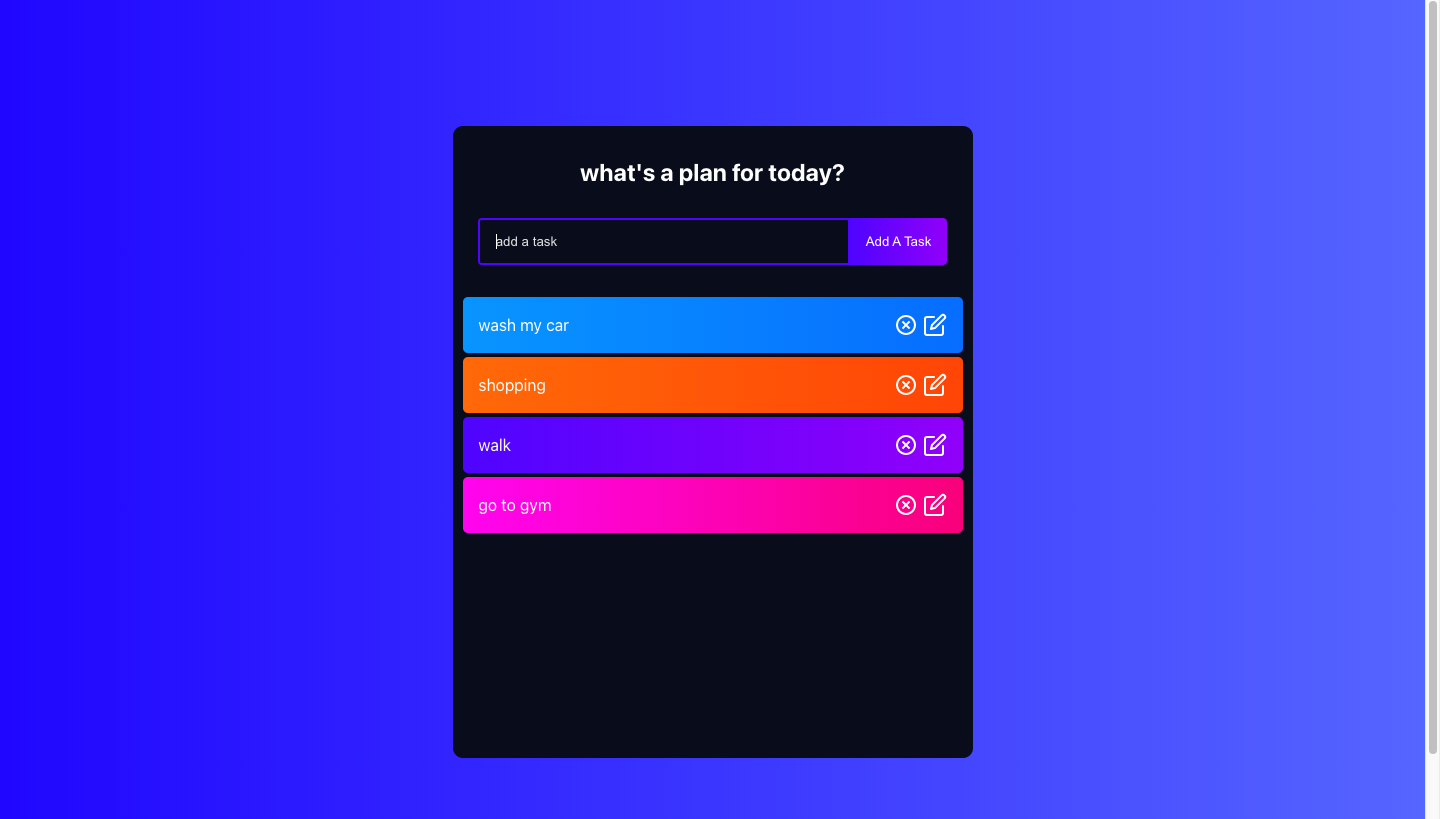 what's a plan for today?
add a task
Add A Task
wash my car
shopping
walk
go to gym